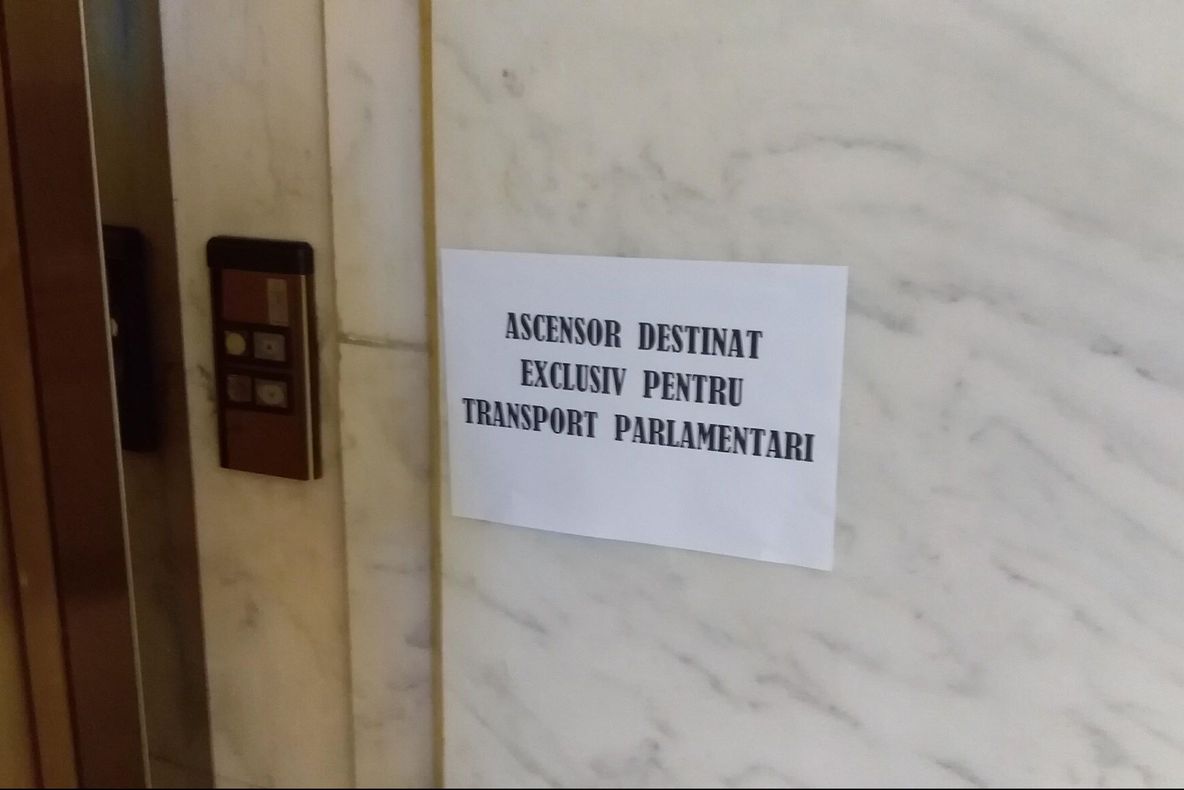 ASCENSOR DESTINAT
EXCLUSIV PENTRU
TRANSPORT PARLAMENTARI